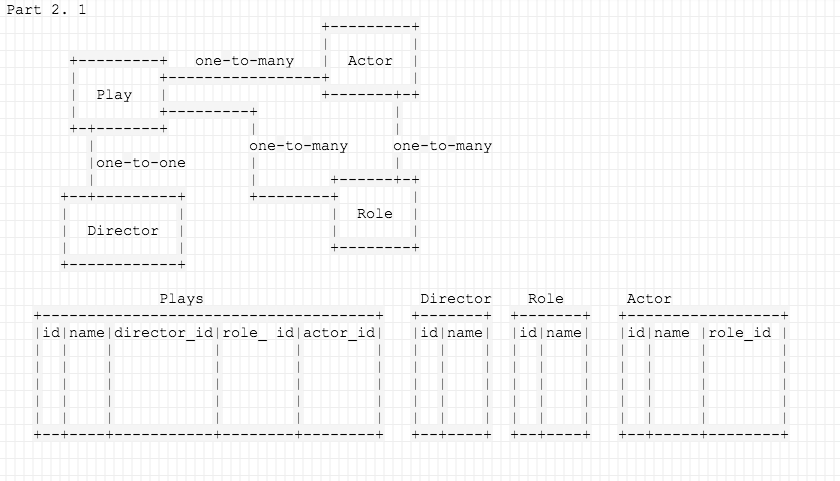 Part 2. 1
one-to-many
Actor
Play
one-to-many
one-to-many
one-to-one
Role
Director
Plays
Director
Role
Actor
id name director_id role_ id actor_id
id name
id name
id name role_id